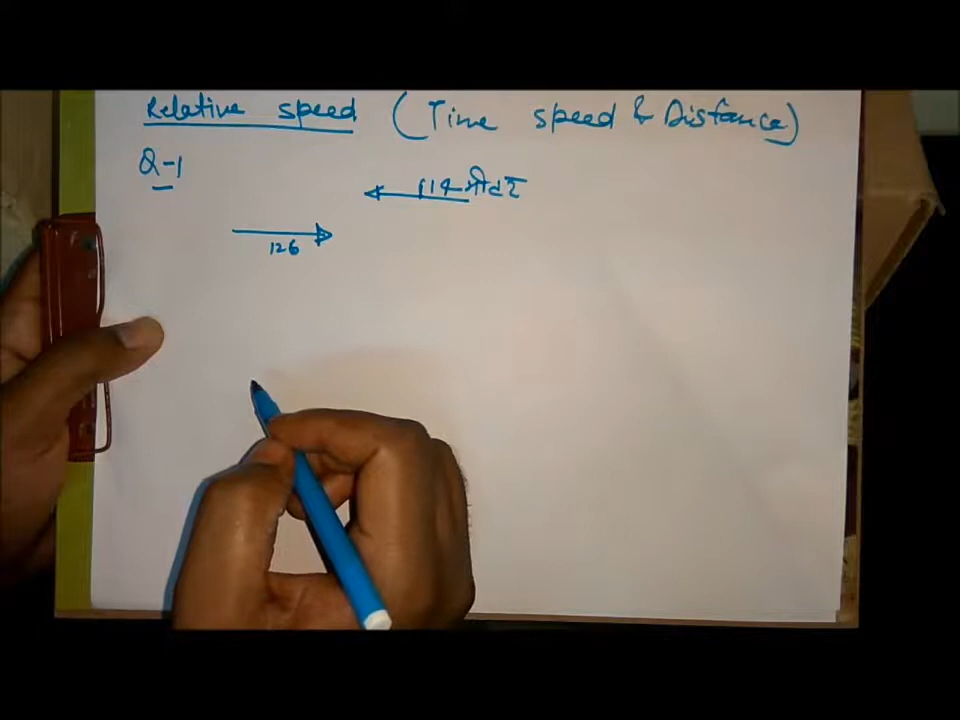 Relative speed (Time speed & Distance)
Q-1
114 मीटर
126